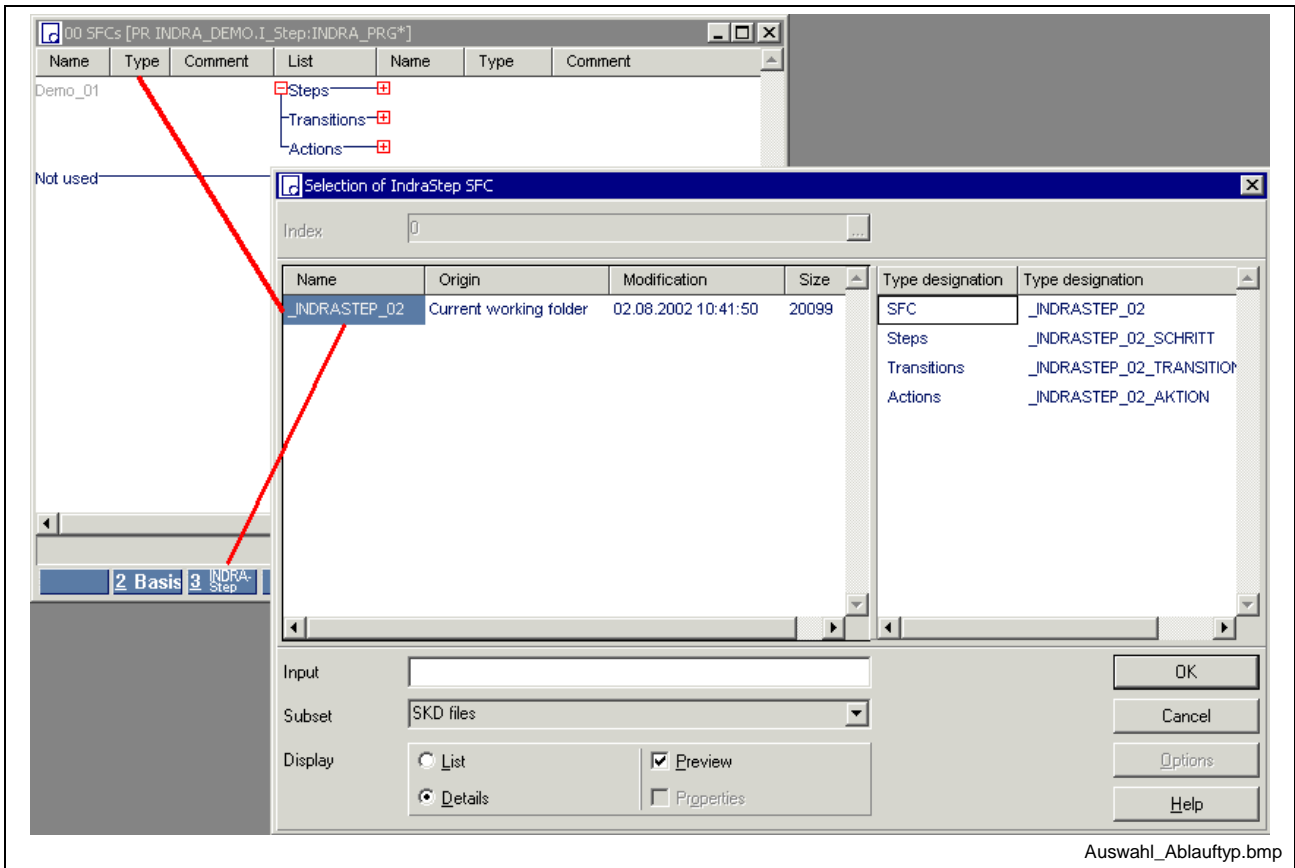 00 SFCs [PR INDRA_DEMO.I_Step:INDRA_PRG*]
Name Type Comment List Name Type Comment
Demo_01 Steps
Transitions
Actions
Not used
Selection of IndraStep SFC
Index 0 ...
Name Origin Modification Size Type designation Type designation
_INDRASTEP_02 Current working folder 02.08.2002 10:41:50 20099 SFC _INDRASTEP_02
Steps _INDRASTEP_02_SCHRITT
Transitions _INDRASTEP_02_TRANSITION
Actions _INDRASTEP_02_AKTION
2 Basis 3 INDRA-
Step
Input OK
Subset SKD files Cancel
Display List Preview Options
Details Properties Help
Auswahl_Ablauftyp.bmp